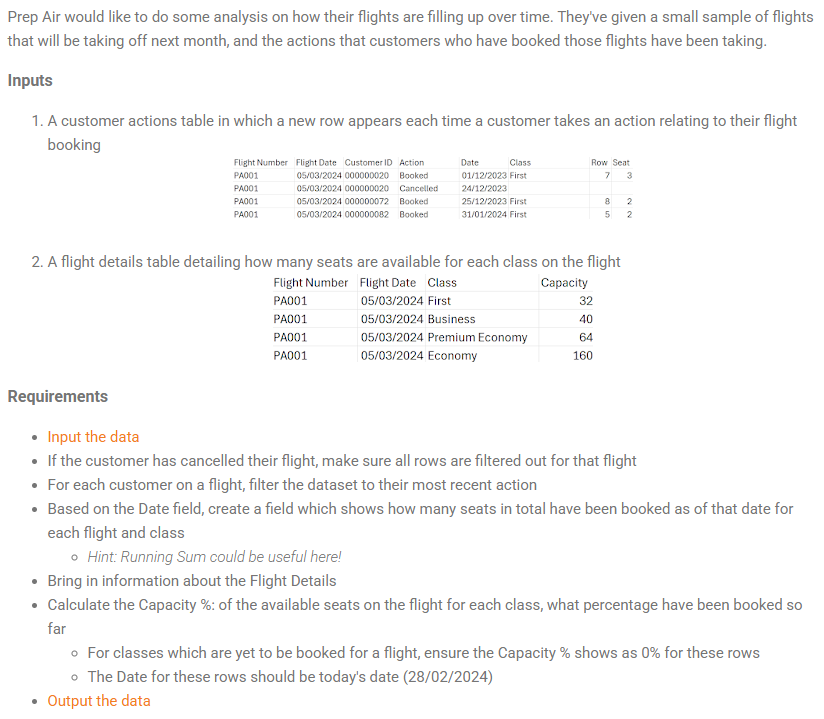 Prep Air would like to do some analysis on how their flights are filling up over time. They've given a small sample of flights
that will be taking off next month, and the actions that customers who have booked those flights have been taking.
Inputs
1. A customer actions table in which a new row appears each time a customer takes an action relating to their flight
booking
Flight Number Flight Date Customer ID Action Date Class Row Seat
PA001 05/03/2024 000000020 Booked 01/12/2023 First 7 3
PA001 05/03/2024 000000020 Cancelled 24/12/2023
PA001 05/03/2024 000000072 Booked 25/12/2023 First 8 2
PA001 05/03/2024 000000082 Booked 31/01/2024 First 5 2
2. A flight details table detailing how many seats are available for each class on the flight
Flight Number Flight Date Class Capacity
PA001 05/03/2024 First 32
PA001 05/03/2024 Business 40
PA001 05/03/2024 Premium Economy 64
PA001 05/03/2024 Economy 160
Requirements
• Input the data
• If the customer has cancelled their flight, make sure all rows are filtered out for that flight
• For each customer on a flight, filter the dataset to their most recent action
• Based on the Date field, create a field which shows how many seats in total have been booked as of that date for
each flight and class
○ Hint: Running Sum could be useful here!
• Bring in information about the Flight Details
• Calculate the Capacity %: of the available seats on the flight for each class, what percentage have been booked so
far
○ For classes which are yet to be booked for a flight, ensure the Capacity % shows as 0% for these rows
○ The Date for these rows should be today's date (28/02/2024)
• Output the data